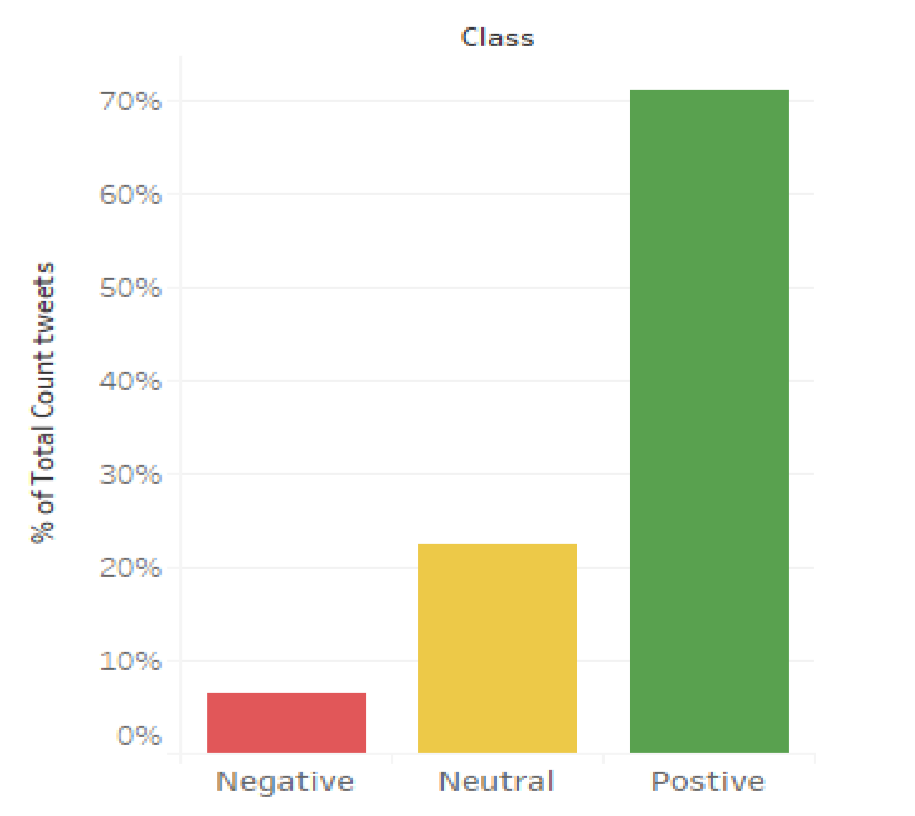 Class
% of Total Count tweets
70%
60%
50%
40%
30%
20%
10%
0%
Negative Neutral Postive